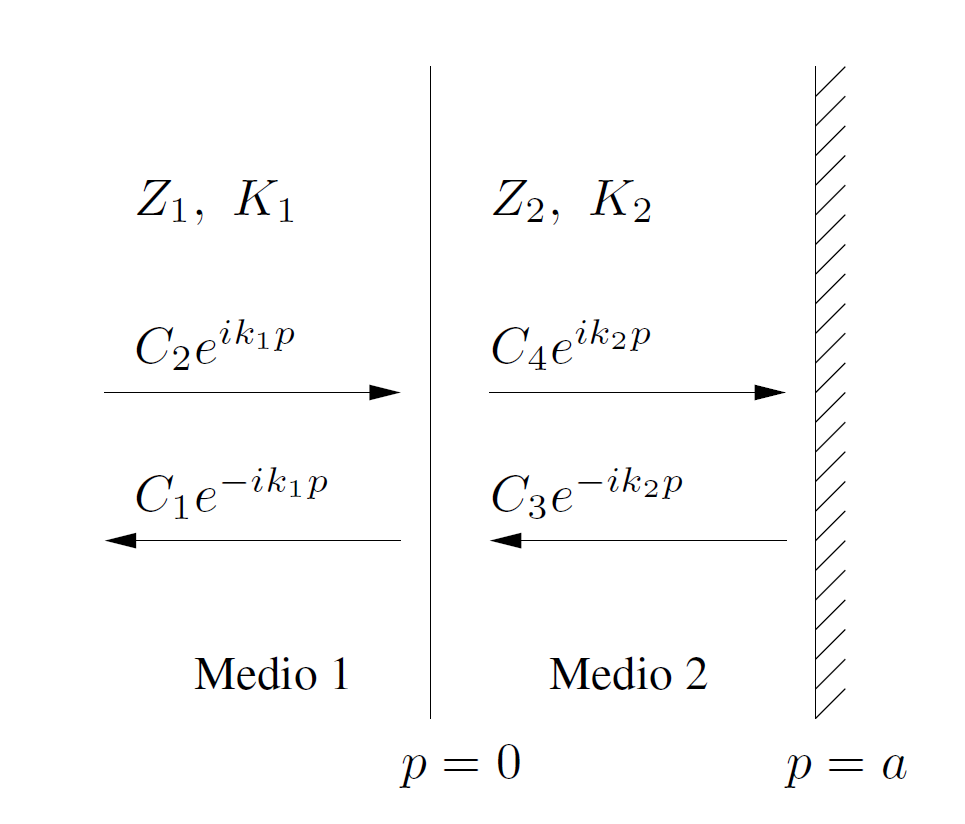 Z₁, K₁
Z₂, K₂
C₂e^{ik₁p}
C₄e^{ik₂p}
C₁e^{-ik₁p}
C₃e^{-ik₂p}
Medio 1
Medio 2
p = 0
p = a